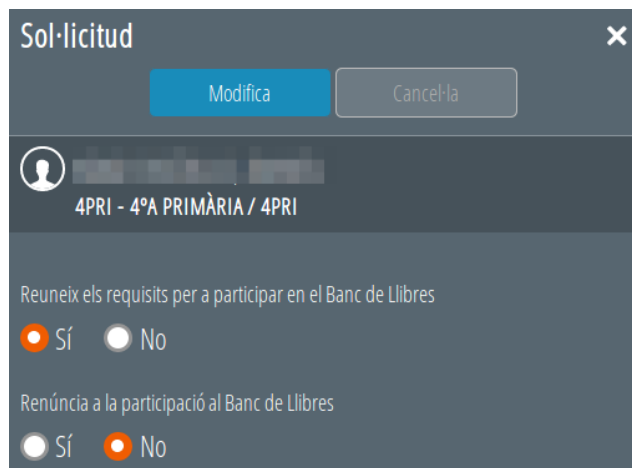 Sol·licitud
Modifica Cancel·la
4PRI - 4ºA PRIMÀRIA / 4PRI
Reuneix els requisits per a participar en el Banc de Llibres
Sí No
Renúncia a la participació al Banc de Llibres
Sí No